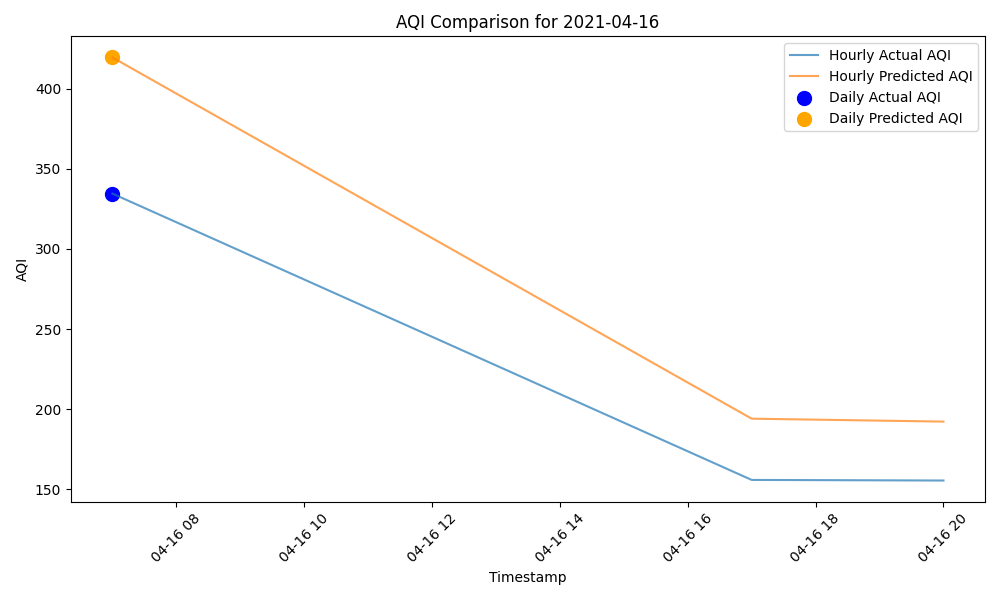 AQI Comparison for 2021-04-16
Hourly Actual AQI
Hourly Predicted AQI
Daily Actual AQI
Daily Predicted AQI
AQI
400
350
300
250
200
150
04-16 08
04-16 10
04-16 12
04-16 14
04-16 16
04-16 18
04-16 20
Timestamp